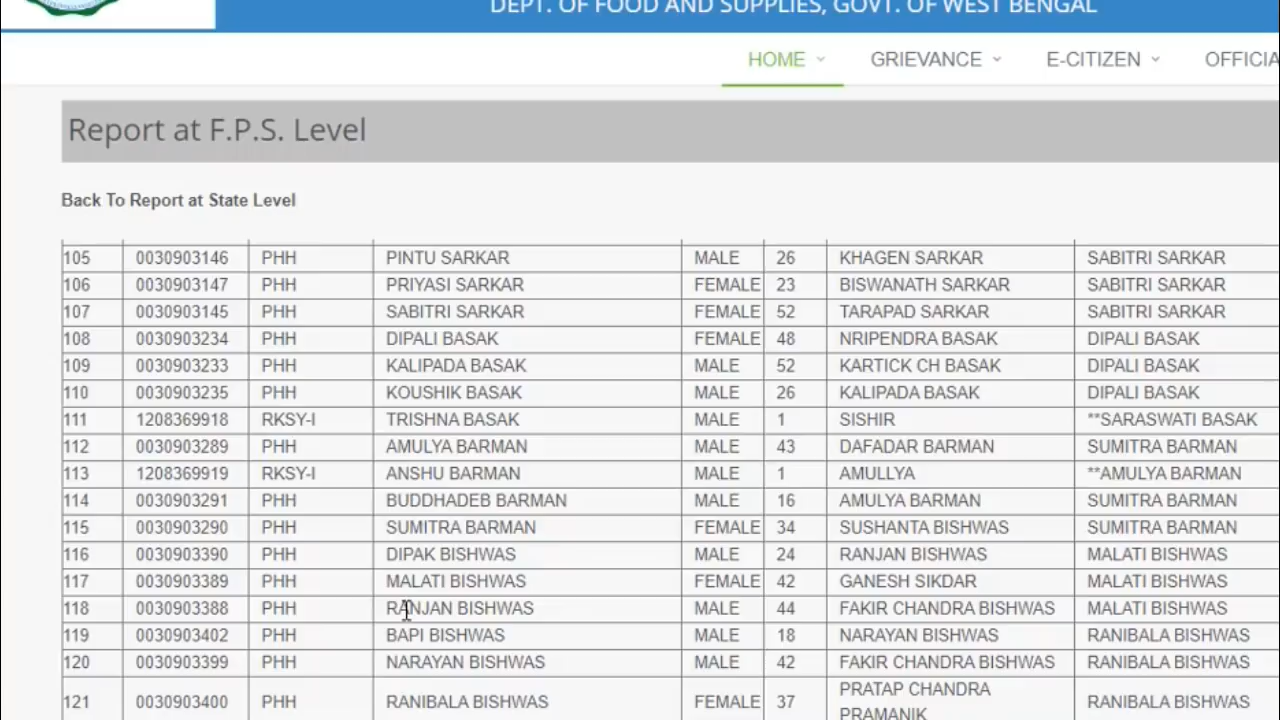 DEPT. OF FOOD AND SUPPLIES, GOVT. OF WEST BENGAL
HOME GRIEVANCE E-CITIZEN OFFICIA
Report at F.P.S. Level
Back To Report at State Level
105 0030903146 PHH PINTU SARKAR MALE 26 KHAGEN SARKAR SABITRI SARKAR
106 0030903147 PHH PRIYASI SARKAR FEMALE 23 BISWANATH SARKAR SABITRI SARKAR
107 0030903145 PHH SABITRI SARKAR FEMALE 52 TARAPAD SARKAR SABITRI SARKAR
108 0030903234 PHH DIPALI BASAK FEMALE 48 NRIPENDRA BASAK DIPALI BASAK
109 0030903233 PHH KALIPADA BASAK MALE 52 KARTICK CH BASAK DIPALI BASAK
110 0030903235 PHH KOUSHIK BASAK MALE 26 KALIPADA BASAK DIPALI BASAK
111 1208369918 RKSY-I TRISHNA BASAK MALE 1 SISHIR **SARASWATI BASAK
112 0030903289 PHH AMULYA BARMAN MALE 43 DAFADAR BARMAN SUMITRA BARMAN
113 1208369919 RKSY-I ANSHU BARMAN MALE 1 AMULLYA **AMULYA BARMAN
114 0030903291 PHH BUDDHADEB BARMAN MALE 16 AMULYA BARMAN SUMITRA BARMAN
115 0030903290 PHH SUMITRA BARMAN FEMALE 34 SUSHANTA BISHWAS SUMITRA BARMAN
116 0030903390 PHH DIPAK BISHWAS MALE 24 RANJAN BISHWAS MALATI BISHWAS
117 0030903389 PHH MALATI BISHWAS FEMALE 42 GANESH SIKDAR MALATI BISHWAS
118 0030903388 PHH RANJAN BISHWAS MALE 44 FAKIR CHANDRA BISHWAS MALATI BISHWAS
119 0030903402 PHH BAPI BISHWAS MALE 18 NARAYAN BISHWAS RANIBALA BISHWAS
120 0030903399 PHH NARAYAN BISHWAS MALE 42 FAKIR CHANDRA BISHWAS RANIBALA BISHWAS
121 0030903400 PHH RANIBALA BISHWAS FEMALE 37 PRATAP CHANDRA RANIBALA BISHWAS
PRAMANIK